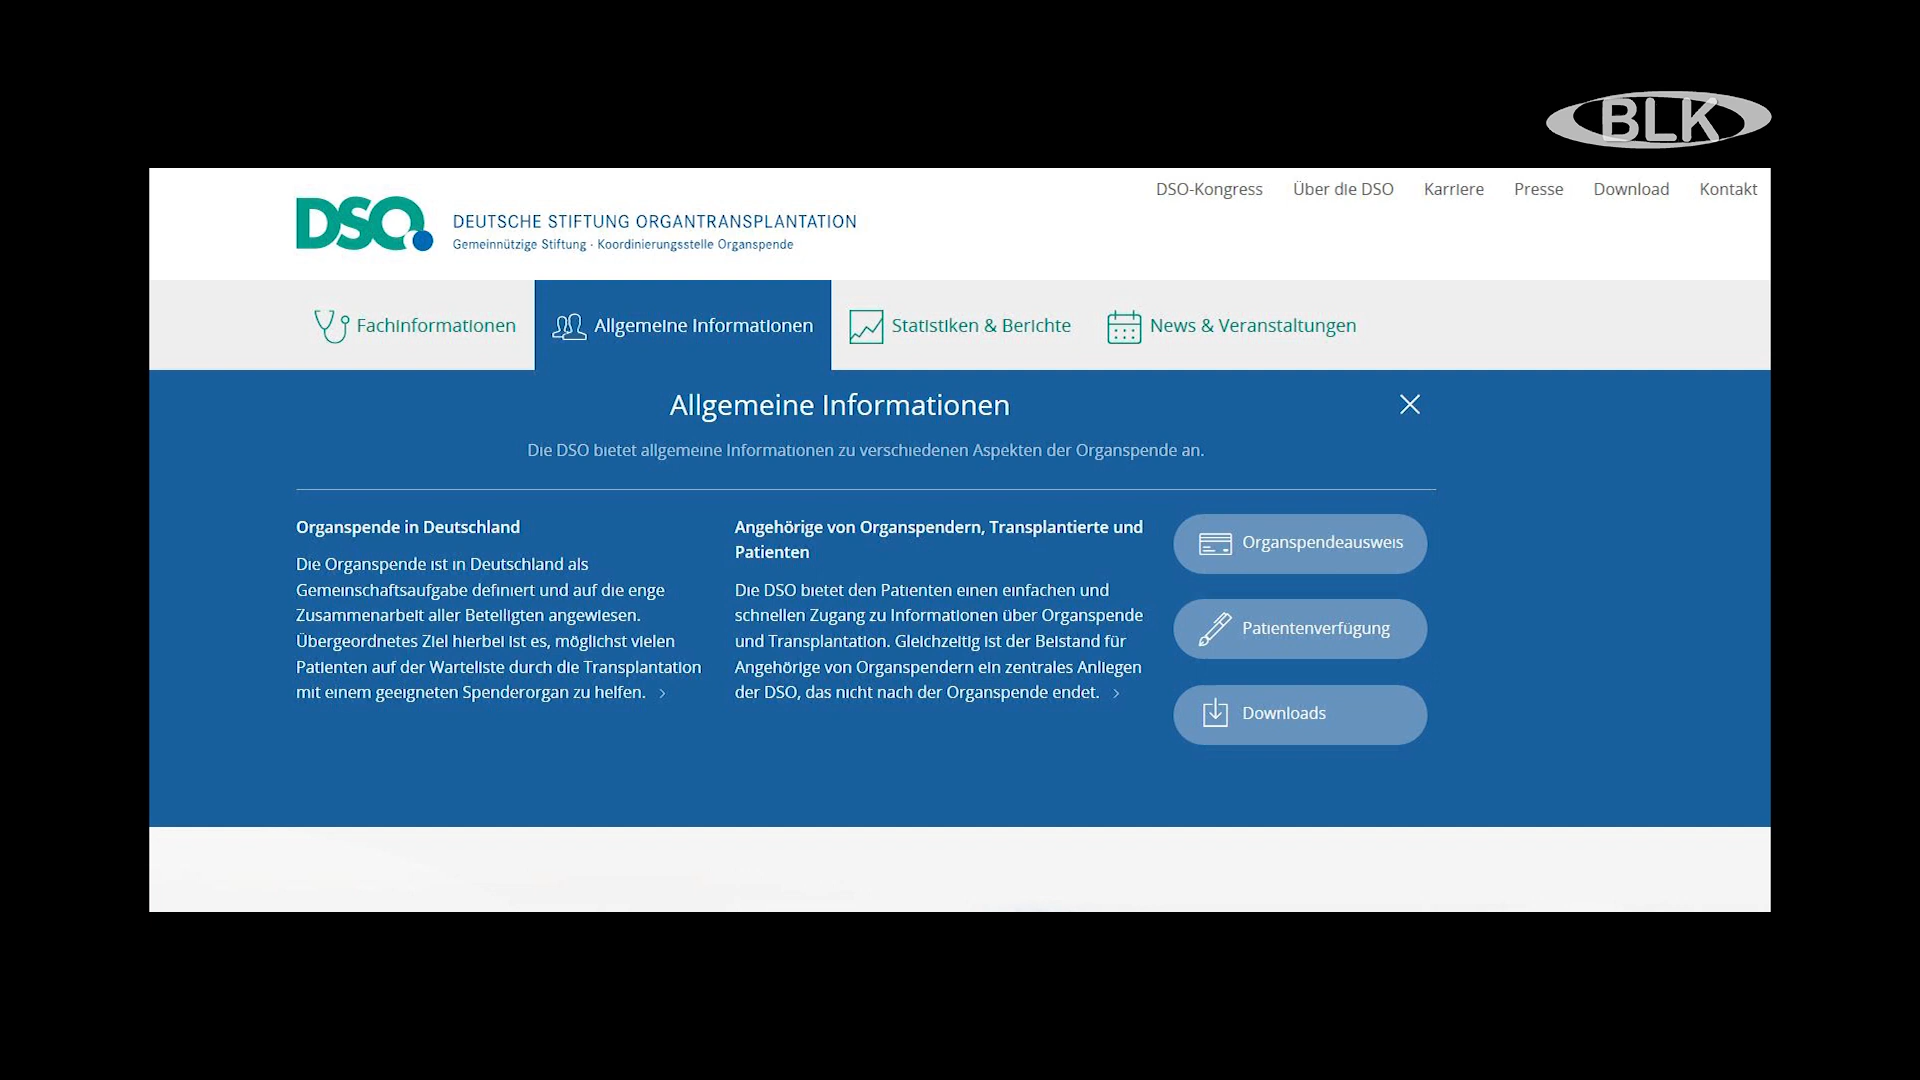 BLK
DSO-Kongress Über die DSO Karriere Presse Download Kontakt
DSO
DEUTSCHE STIFTUNG ORGANTRANSPLANTATION
Gemeinnützige Stiftung · Koordinierungsstelle Organspende
Fachinformationen Allgemeine Informationen Statistiken & Berichte News & Veranstaltungen
Allgemeine Informationen
Die DSO bietet allgemeine Informationen zu verschiedenen Aspekten der Organspende an.
Organspende in Deutschland
Die Organspende ist in Deutschland als
Gemeinschaftsaufgabe definiert und auf die enge
Zusammenarbeit aller Beteiligten angewiesen.
Übergeordnetes Ziel hierbei ist es, möglichst vielen
Patienten auf der Warteliste durch die Transplantation
mit einem geeigneten Spenderorgan zu helfen. ›
Angehörige von Organspendern, Transplantierte und
Patienten
Die DSO bietet den Patienten einen einfachen und
schnellen Zugang zu Informationen über Organspende
und Transplantation. Gleichzeitig ist der Beistand für
Angehörige von Organspendern ein zentrales Anliegen
der DSO, das nicht nach der Organspende endet. ›
Organspendeausweis
Patientenverfügung
Downloads